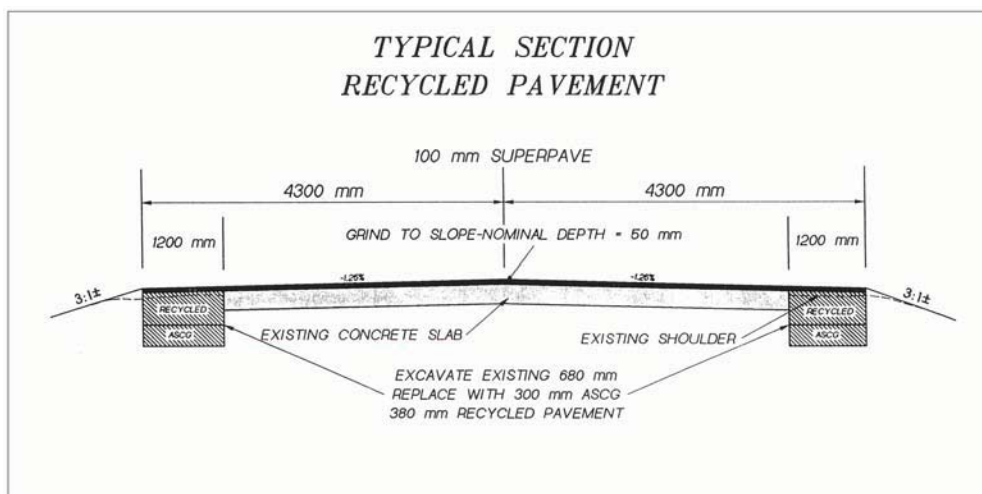 TYPICAL SECTION
RECYCLED PAVEMENT
100 mm SUPERPAVE
4300 mm
4300 mm
1200 mm
GRIND TO SLOPE-NOMINAL DEPTH = 50 mm
1200 mm
-1.25%
-1.25%
3:1±
3:1±
RECYCLED
RECYCLED
EXISTING CONCRETE SLAB
EXISTING SHOULDER
ASCG
ASCG
EXCAVATE EXISTING 680 mm
REPLACE WITH 300 mm ASCG
380 mm RECYCLED PAVEMENT